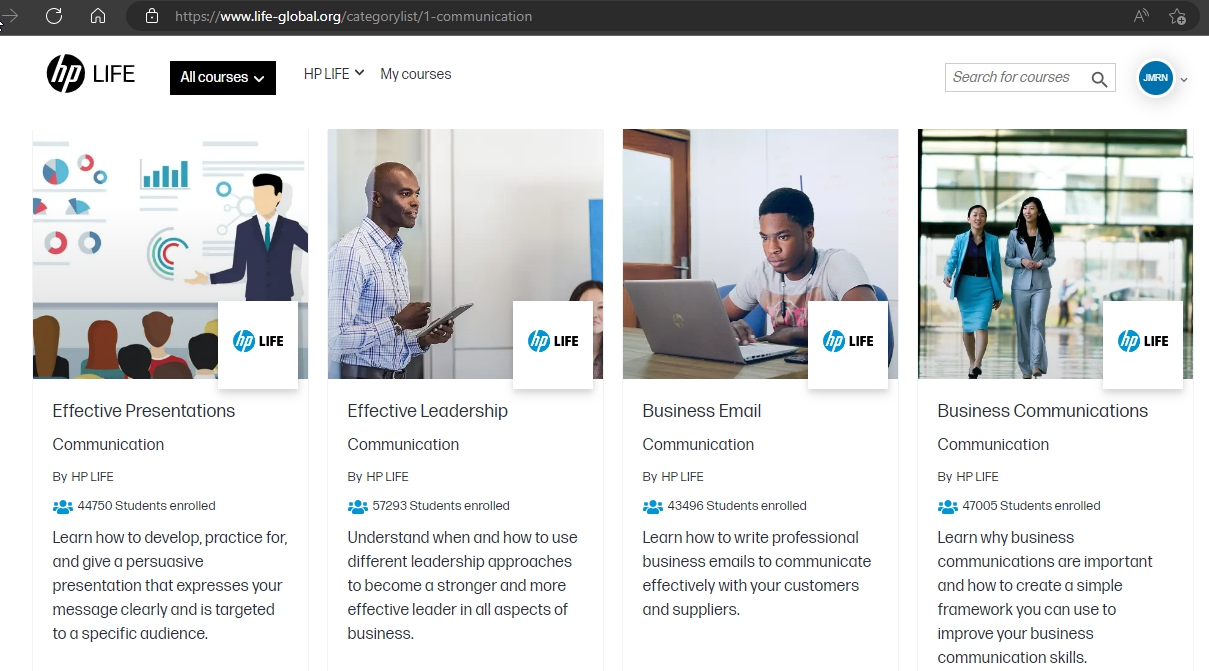 https://www.life-global.org/categorylist/1-communication
hp LIFE
All courses
HP LIFE
My courses
Search for courses
JMRN
hp LIFE
hp LIFE
hp LIFE
hp LIFE
Effective Presentations
Communication
By HP LIFE
44750 Students enrolled
Learn how to develop, practice for,
and give a persuasive
presentation that expresses your
message clearly and is targeted
to a specific audience.
Effective Leadership
Communication
By HP LIFE
57293 Students enrolled
Understand when and how to use
different leadership approaches
to become a stronger and more
effective leader in all aspects of
business.
Business Email
Communication
By HP LIFE
43496 Students enrolled
Learn how to write professional
business emails to communicate
effectively with your customers
and suppliers.
Business Communications
Communication
By HP LIFE
47005 Students enrolled
Learn why business
communications are important
and how to create a simple
framework you can use to
improve your business
communication skills.